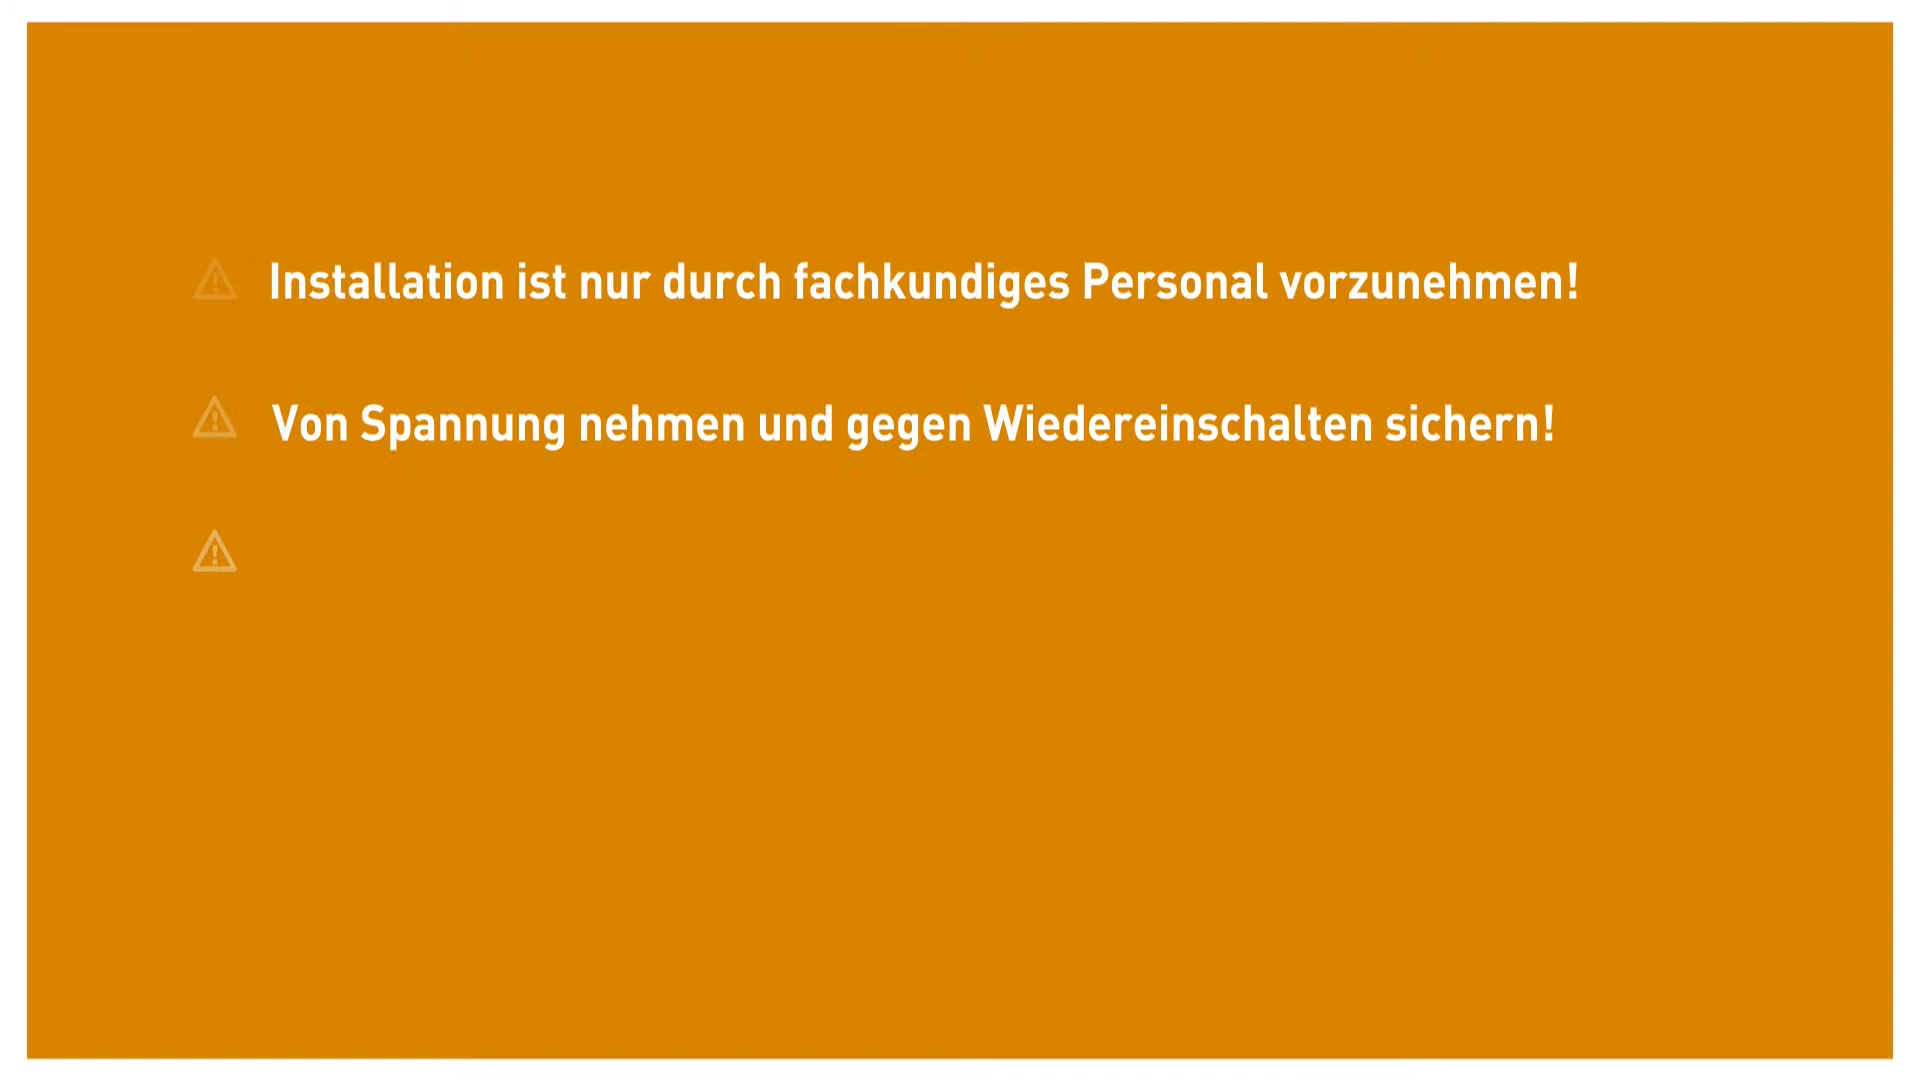 Installation ist nur durch fachkundiges Personal vorzunehmen!
Von Spannung nehmen und gegen Wiedereinschalten sichern!